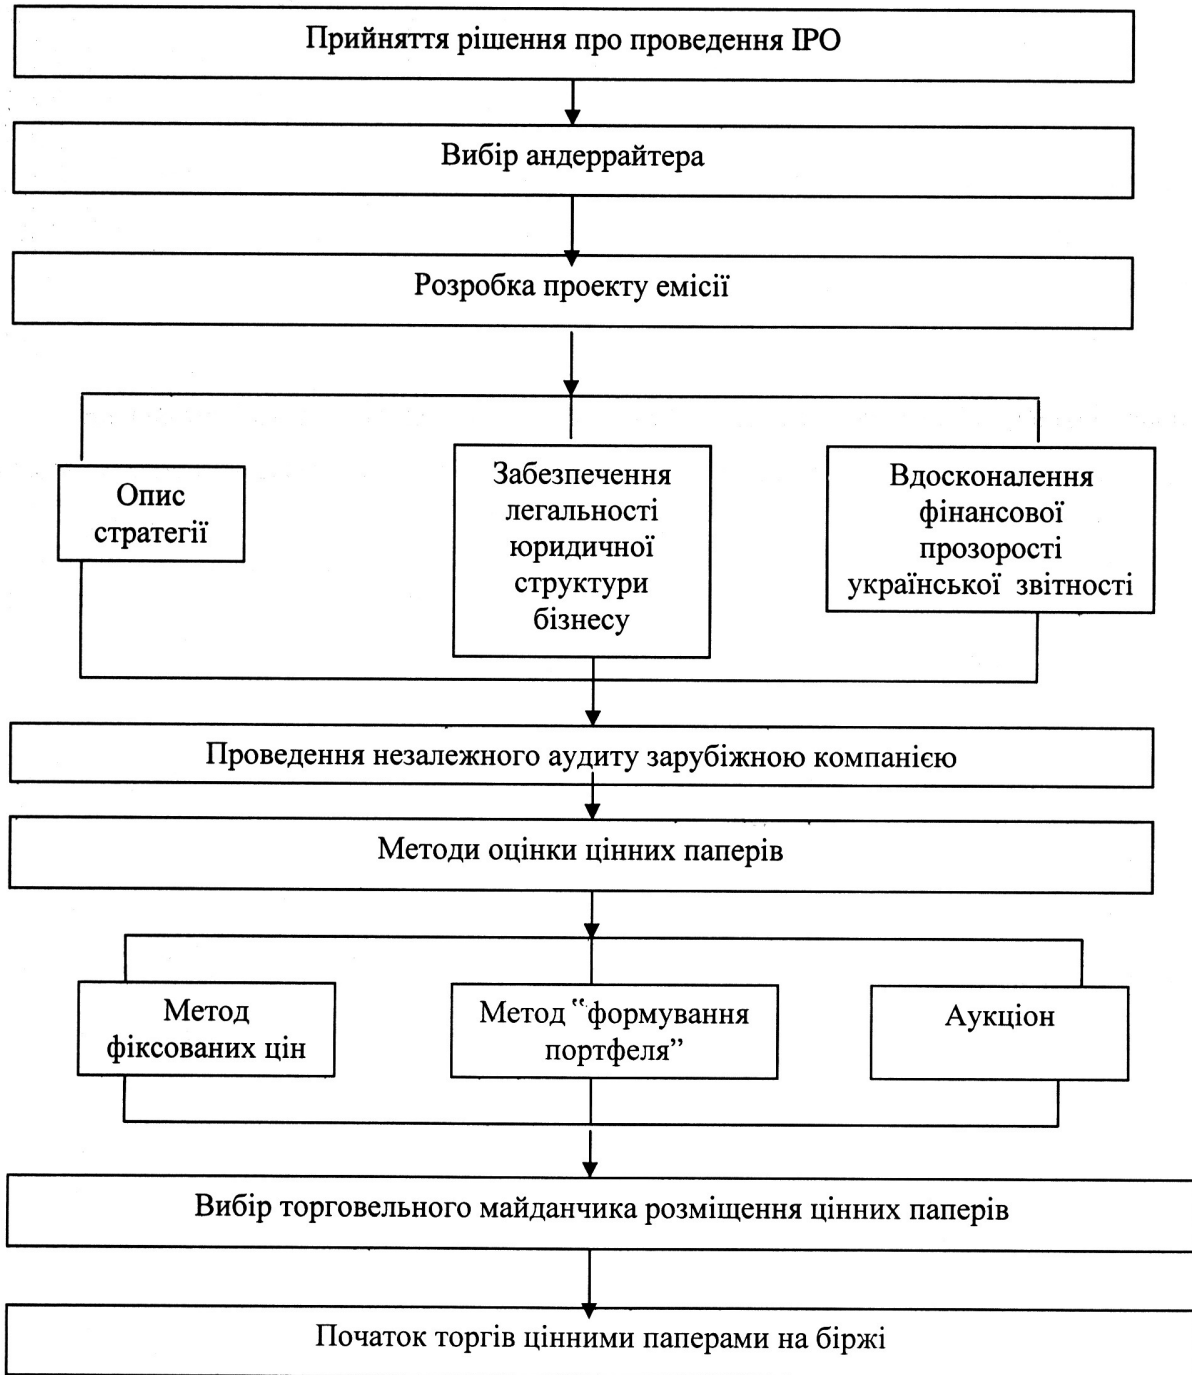 Прийняття рішення про проведення ІРО
Вибір андеррайтера
Розробка проекту емісії
Опис
стратегії
Забезпечення
легальності
юридичної
структури
бізнесу
Вдосконалення
фінансової
прозорості
української звітності
Проведення незалежного аудиту зарубіжною компанією
Методи оцінки цінних паперів
Метод
фіксованих цін
Метод “формування
портфеля”
Аукціон
Вибір торговельного майданчика розміщення цінних паперів
Початок торгів цінними паперами на біржі